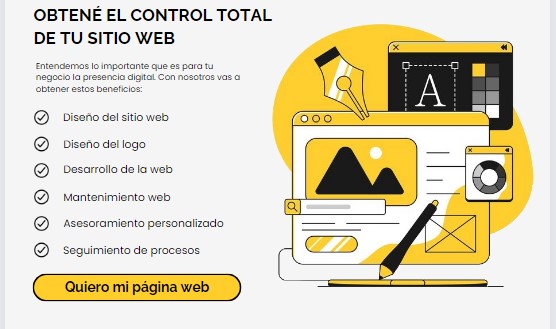 OBTENÉ EL CONTROL TOTAL
DE TU SITIO WEB
Entendemos lo importante que es para tu
negocio la presencia digital. Con nosotros vas a
obtener estos beneficios:
Diseño del sitio web
Diseño del logo
Desarrollo de la web
Mantenimiento web
Asesoramiento personalizado
Seguimiento de procesos
Quiero mi página web
A